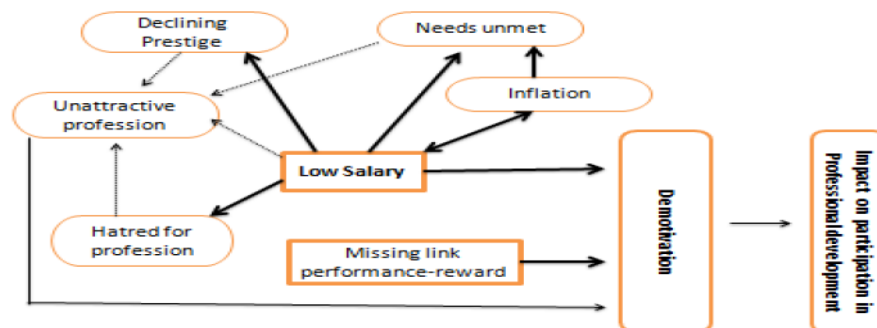 Declining
Prestige
Needs unmet
Inflation
Unattractive
profession
Low Salary
Hatred for
profession
Missing link
performance-reward
Demotivation
Impact on participation in
Professional development